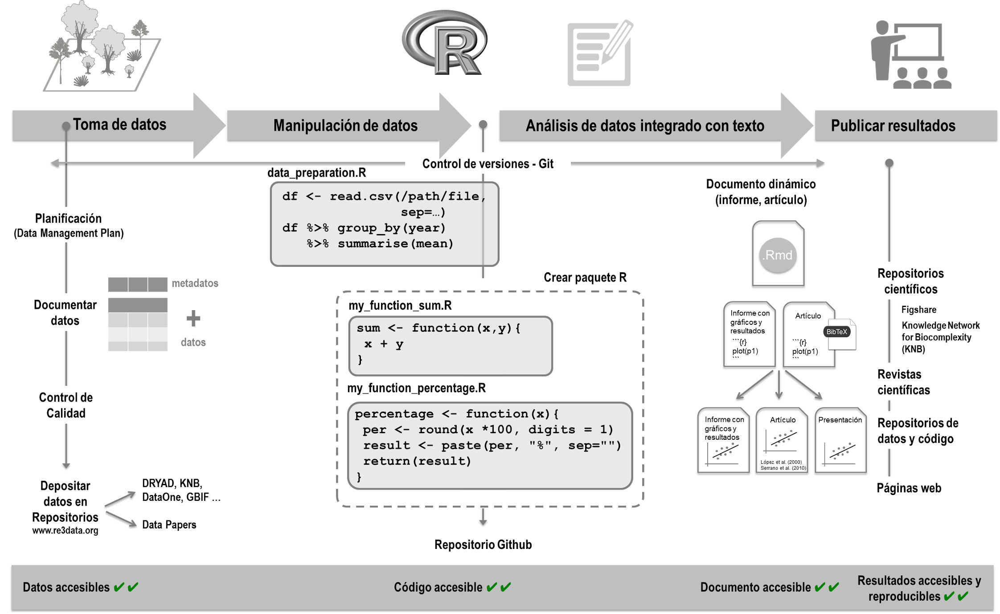 R
Toma de datos
Manipulación de datos
Análisis de datos integrado con texto
Publicar resultados
Control de versiones - Git
Planificación
(Data Management Plan)
Documentar
datos
metadatos
+
datos
Control de
Calidad
Depositar
datos en
Repositorios
www.re3data.org
DRYAD, KNB,
DataOne, GBIF ...
Data Papers
data_preparation.R
df <- read.csv(/path/file,
sep=…)
df %>% group_by(year)
%>% summarise(mean)
Crear paquete R
my_function_sum.R
sum <- function(x,y){
x + y
}
my_function_percentage.R
percentage <- function(x){
per <- round(x *100, digits = 1)
result <- paste(per, "%", sep="")
return(result)
}
Repositorio Github
Documento dinámico
(informe, artículo)
.Rmd
Informe con
gráficos y
resultados
```{r}
plot(p1)
```
Artículo
```{r}
plot(p1)
```
BibTeX
Informe con
gráficos y
resultados
Artículo
López et al. (2000)
Serrano et al. (2010)
Presentación
Repositorios
científicos
Figshare
Knowledge Network
for Biocomplexity
(KNB)
Revistas
científicas
Repositorios de
datos y código
Páginas web
Datos accesibles ✔✔
Código accesible ✔✔
Documento accesible ✔✔
Resultados accesibles y
reproducibles ✔✔